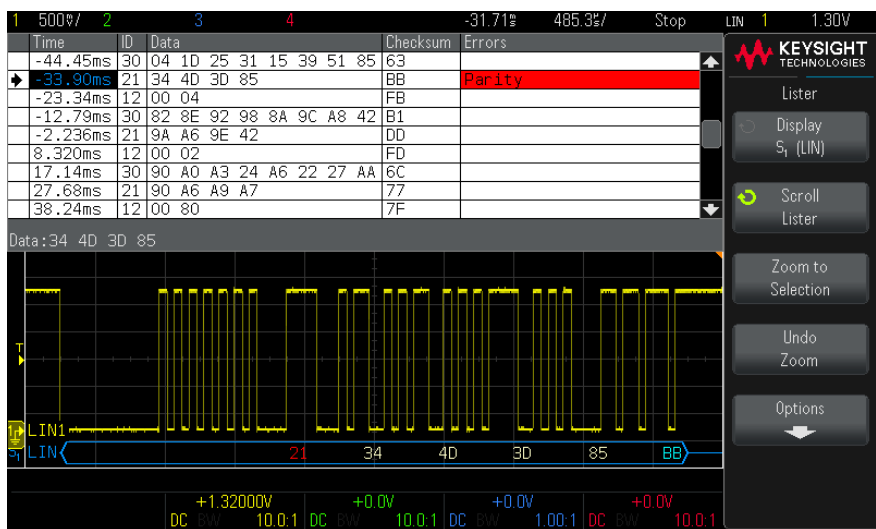 1 500⅟/ 2 3 4 -31.71ms 485.3ms/ Stop LIN 1 1.30V
Time ID Data Checksum Errors
-44.45ms 30 04 1D 25 31 15 39 51 85 63
-33.90ms 21 34 4D 3D 85 BB Parity
-23.34ms 12 00 04 FB
-12.79ms 30 82 8E 92 98 8A 9C A8 42 B1
-2.236ms 21 9A A6 9E 42 DD
8.320ms 12 00 02 FD
17.14ms 30 90 A0 A3 24 A6 22 27 AA 6C
27.68ms 21 90 A6 A9 A7 77
38.24ms 12 00 80 7F
Data:34 4D 3D 85
T
LIN1
S1 LIN 21 34 4D 3D 85 BB
+1.32000V +0.0V +0.0V +0.0V
DC BW 10.0:1 DC BW 10.0:1 DC BW 1.00:1 DC BW 10.0:1
KEYSIGHT
TECHNOLOGIES
Lister
Display
S1 (LIN)
Scroll
Lister
Zoom to
Selection
Undo
Zoom
Options